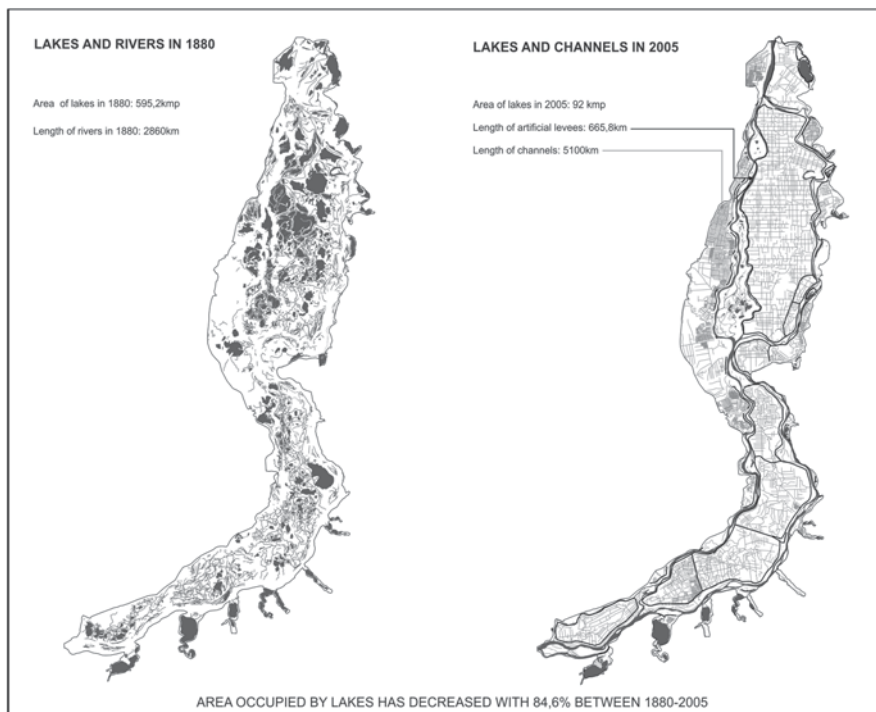 LAKES AND RIVERS IN 1880
Area of lakes in 1880: 595,2kmp
Length of rivers in 1880: 2860km
LAKES AND CHANNELS IN 2005
Area of lakes in 2005: 92 kmp
Length of artificial levees: 665,8km
Length of channels: 5100km
AREA OCCUPIED BY LAKES HAS DECREASED WITH 84,6% BETWEEN 1880-2005